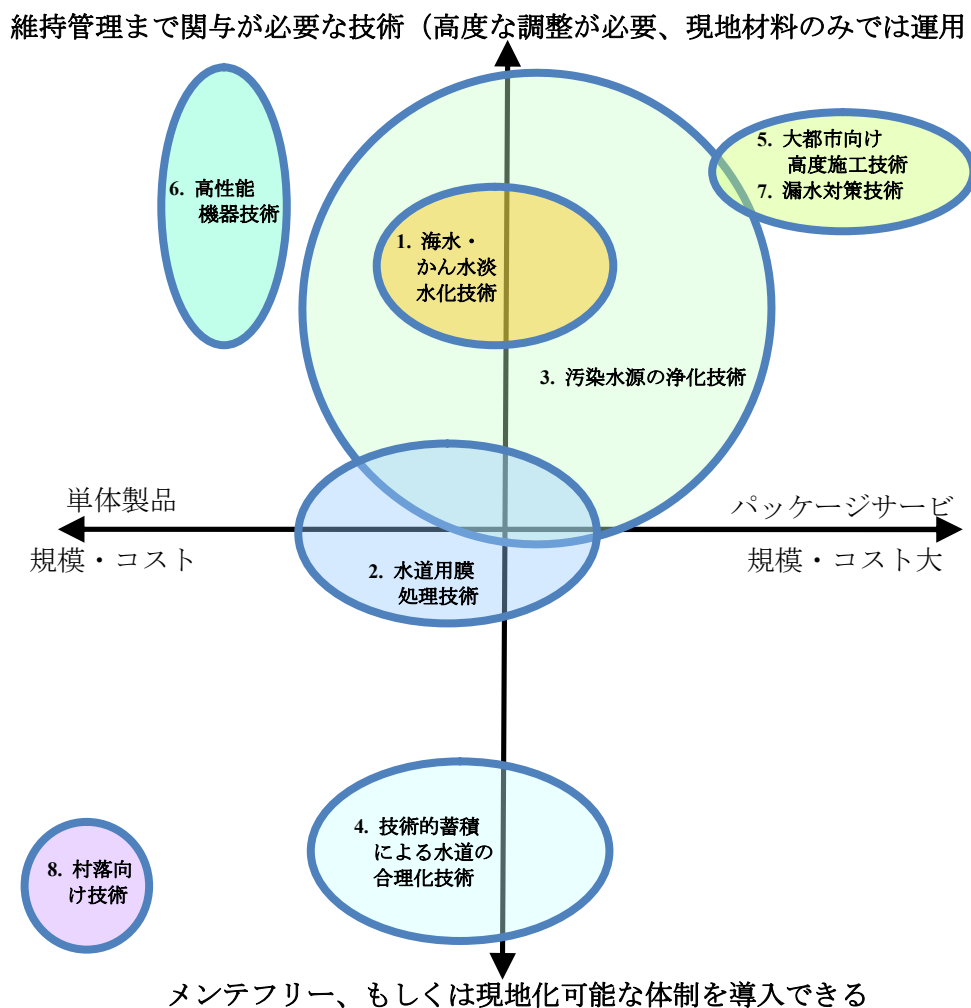 維持管理まで関与が必要な技術（高度な調整が必要、現地材料のみでは運用
5. 大都市向け
高度施工技術
7. 漏水対策技術
6. 高性能
機器技術
1. 海水・
かん水淡
水化技術
3. 汚染水源の浄化技術
単体製品
パッケージサービ
規模・コスト
規模・コスト大
2. 水道用膜
処理技術
4. 技術的蓄積
による水道の
合理化技術
8. 村落向
け技術
メンテフリー、もしくは現地化可能な体制を導入できる